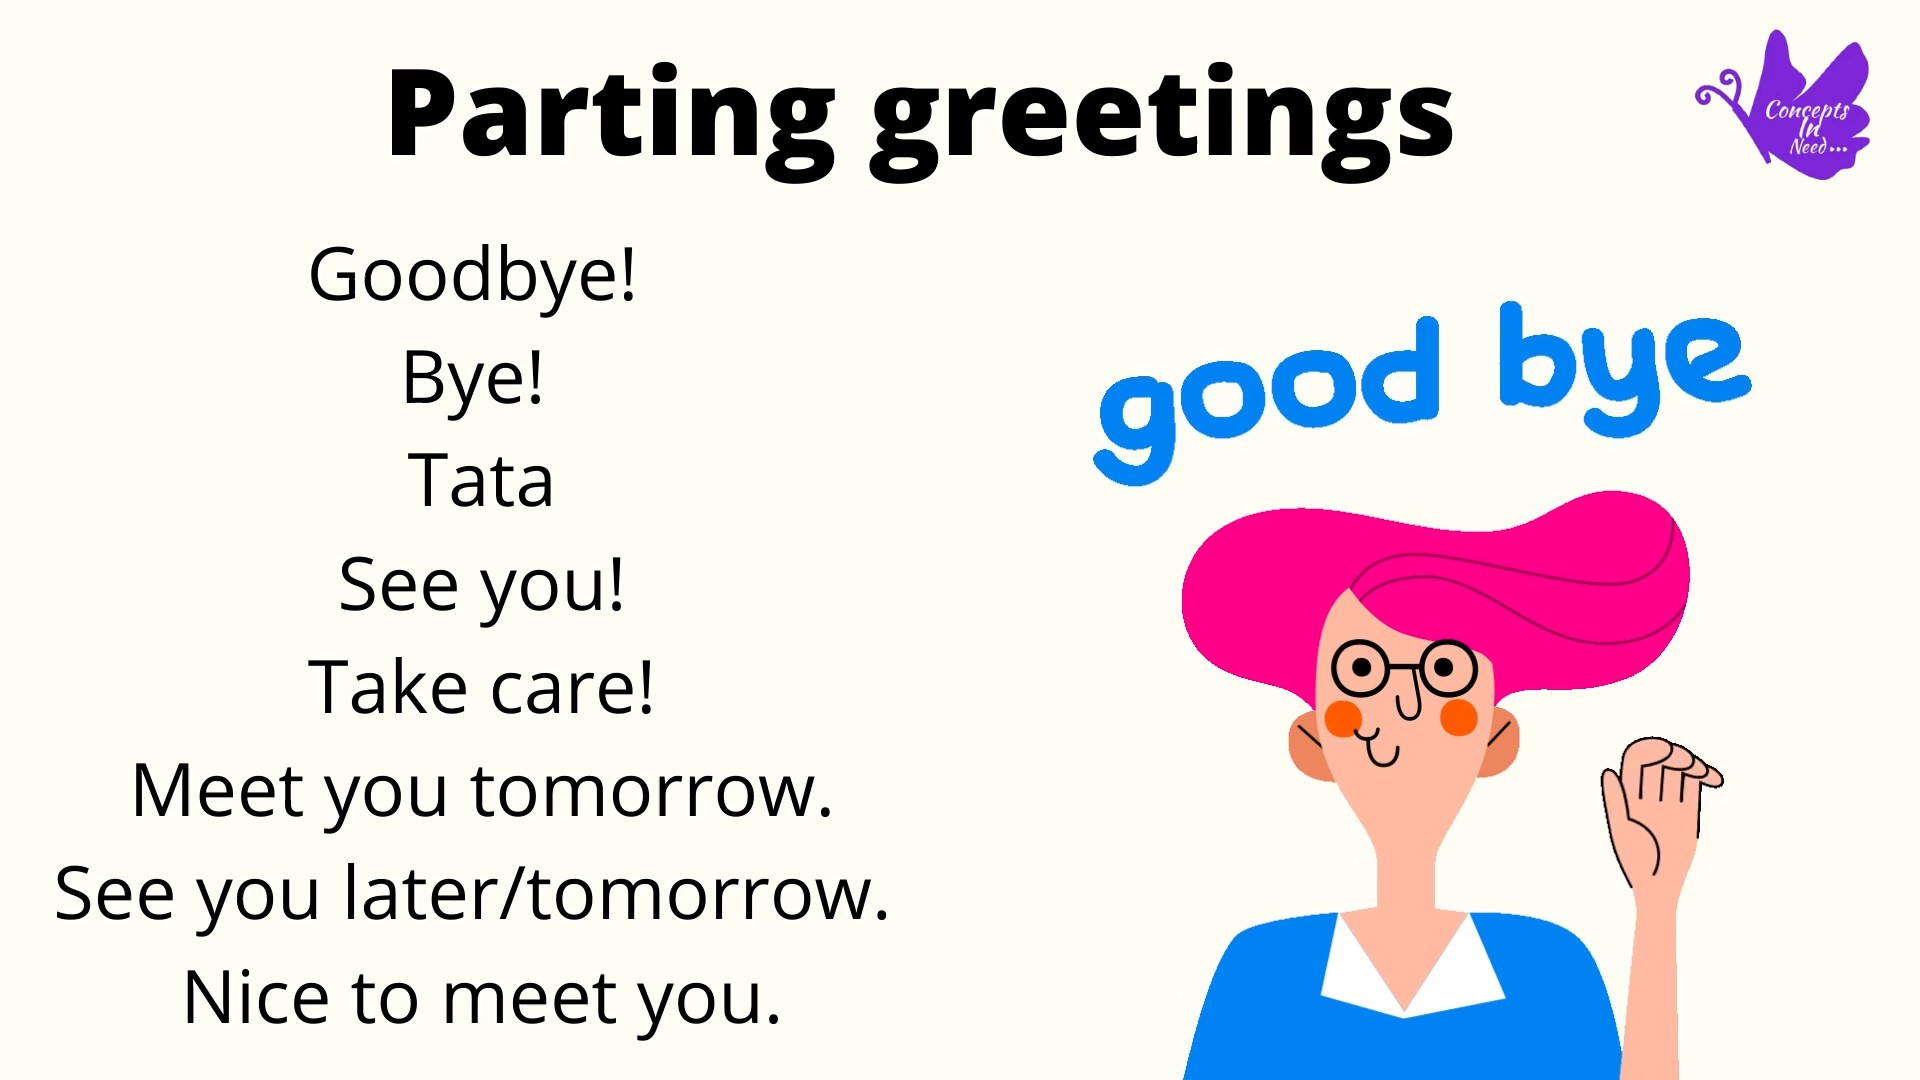 Parting greetings
Concepts
In
Need...
Goodbye!
Bye!
Tata
See you!
Take care!
Meet you tomorrow.
See you later/tomorrow.
Nice to meet you.
good bye